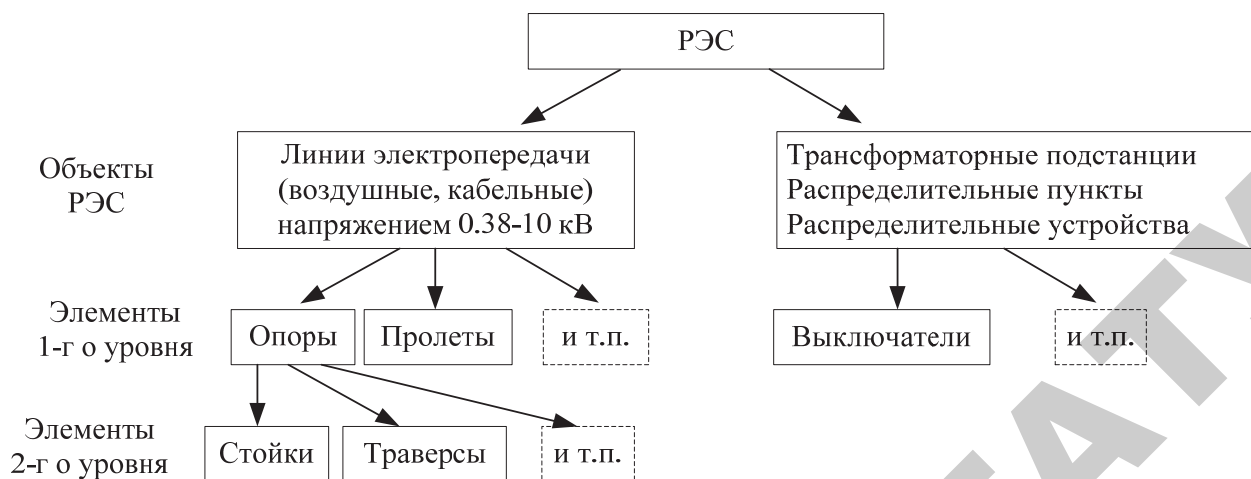 РЭС
Объекты
РЭС
Линии электропередачи
(воздушные, кабельные)
напряжением 0.38-10 кВ
Трансформаторные подстанции
Распределительные пункты
Распределительные устройства
Элементы
1-г о уровня
Опоры
Пролеты
и т.п.
Выключатели
и т.п.
Элементы
2-г о уровня
Стойки
Траверсы
и т.п.